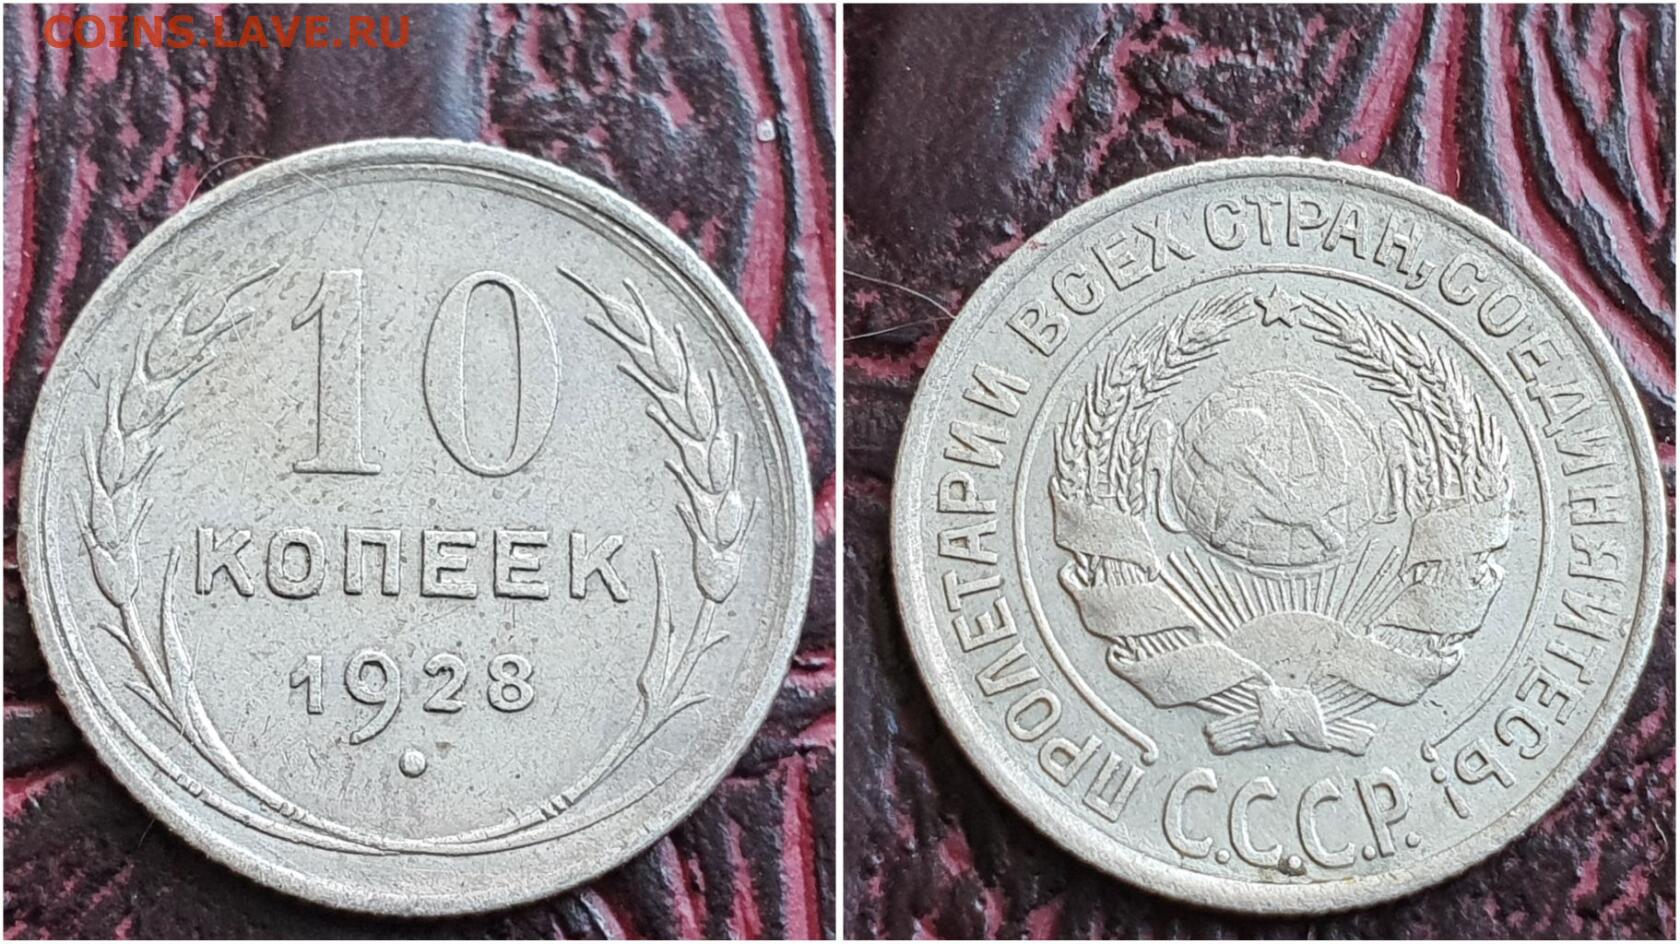 COINS.LAVE.RU
10
КОПЕЕК
1928
ПРОЛЕТАРИИ ВСЕХ СТРАН, СОЕДИНЯЙТЕСЬ!
С.С.С.Р.